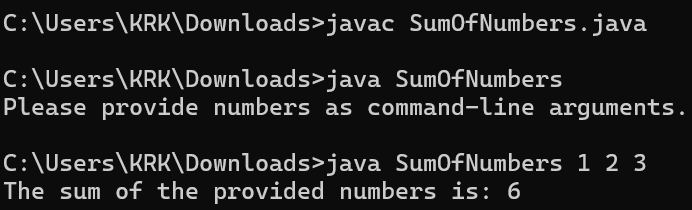 C:\Users\KRK\Downloads>javac SumOfNumbers.java
C:\Users\KRK\Downloads>java SumOfNumbers
Please provide numbers as command-line arguments.
C:\Users\KRK\Downloads>java SumOfNumbers 1 2 3
The sum of the provided numbers is: 6